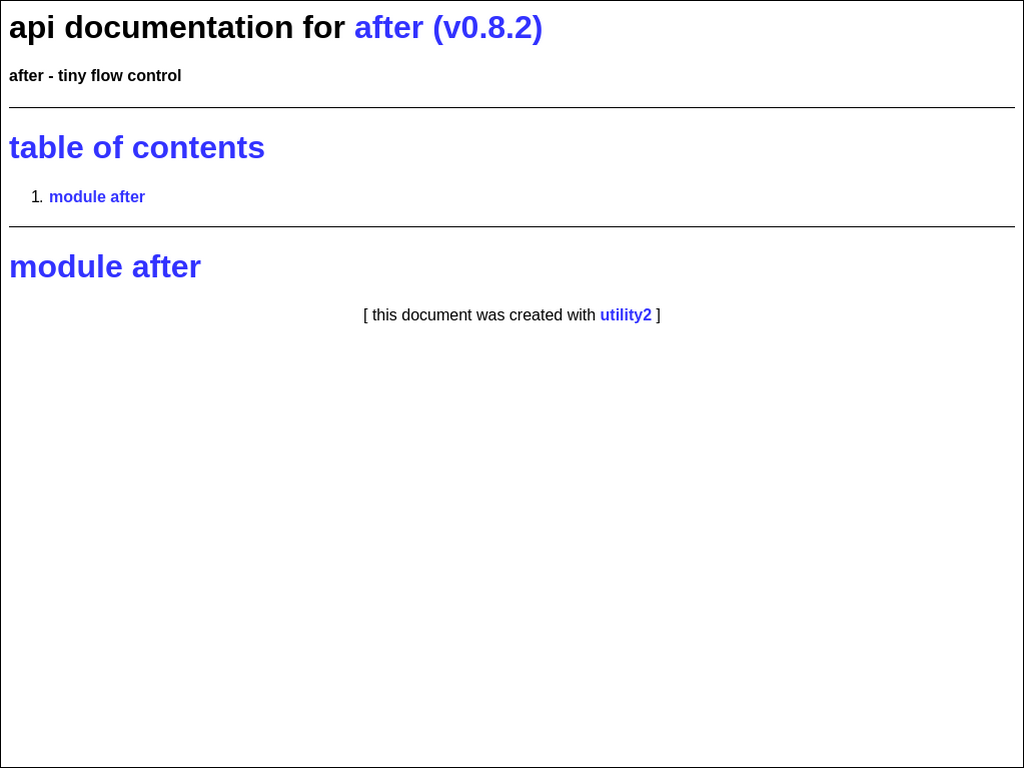 api documentation for after (v0.8.2)
after - tiny flow control
table of contents
1. module after
module after
[ this document was created with utility2 ]